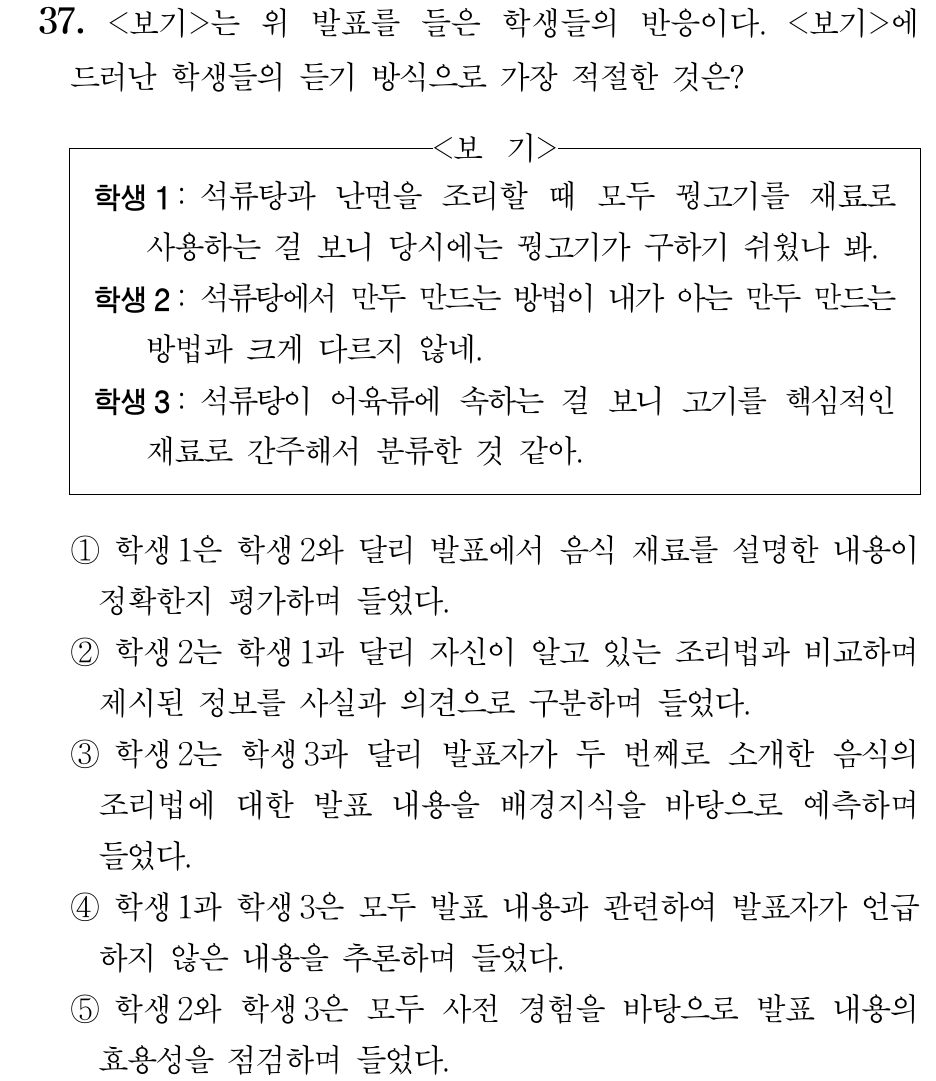 37. <보기>는 위 발표를 들은 학생들의 반응이다. <보기>에
드러난 학생들의 듣기 방식으로 가장 적절한 것은?
<보 기>
학생 1 : 석류탕과 난면을 조리할 때 모두 꿩고기를 재료로
사용하는 걸 보니 당시에는 꿩고기가 구하기 쉬웠나 봐.
학생 2 : 석류탕에서 만두 만드는 방법이 내가 아는 만두 만드는
방법과 크게 다르지 않네.
학생 3 : 석류탕이 어육류에 속하는 걸 보니 고기를 핵심적인
재료로 간주해서 분류한 것 같아.
① 학생 1은 학생 2와 달리 발표에서 음식 재료를 설명한 내용이
정확한지 평가하며 들었다.
② 학생 2는 학생 1과 달리 자신이 알고 있는 조리법과 비교하며
제시된 정보를 사실과 의견으로 구분하며 들었다.
③ 학생 2는 학생 3과 달리 발표자가 두 번째로 소개한 음식의
조리법에 대한 발표 내용을 배경지식을 바탕으로 예측하며
들었다.
④ 학생 1과 학생 3은 모두 발표 내용과 관련하여 발표자가 언급
하지 않은 내용을 추론하며 들었다.
⑤ 학생 2와 학생 3은 모두 사전 경험을 바탕으로 발표 내용의
효용성을 점검하며 들었다.